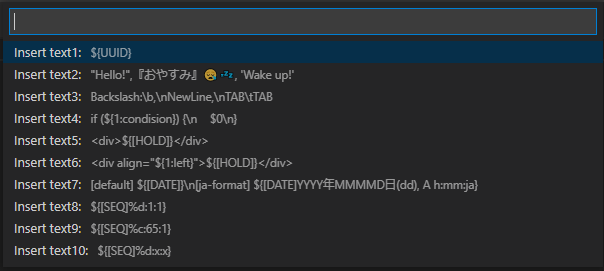 Insert text1: ${UUID}
Insert text2: "Hello!",『おやすみ』😪💤, 'Wake up!'
Insert text3: Backslash:\b,\nNewLine,\nTAB\tTAB
Insert text4: if (${1:condision}) {\n    $0\n}
Insert text5: <div>${[HOLD]}</div>
Insert text6: <div align="${1:left}">${[HOLD]}</div>
Insert text7: [default] ${[DATE]}\n[ja-format] ${[DATE]YYYY年MMMMD日(dd), A h:mm:ja}
Insert text8: ${[SEQ]%d:1:1}
Insert text9: ${[SEQ]%c:65:1}
Insert text10: ${[SEQ]%d:x:x}